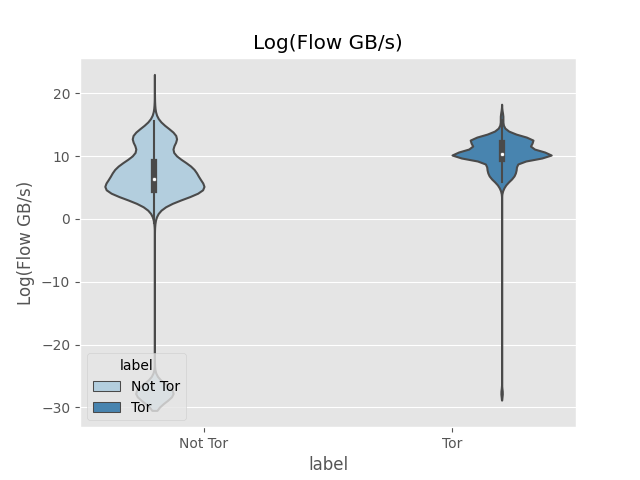 Log(Flow GB/s)
Log(Flow GB/s)
20
10
0
−10
−20
−30
label
Not Tor
Tor
Not Tor
Tor
label